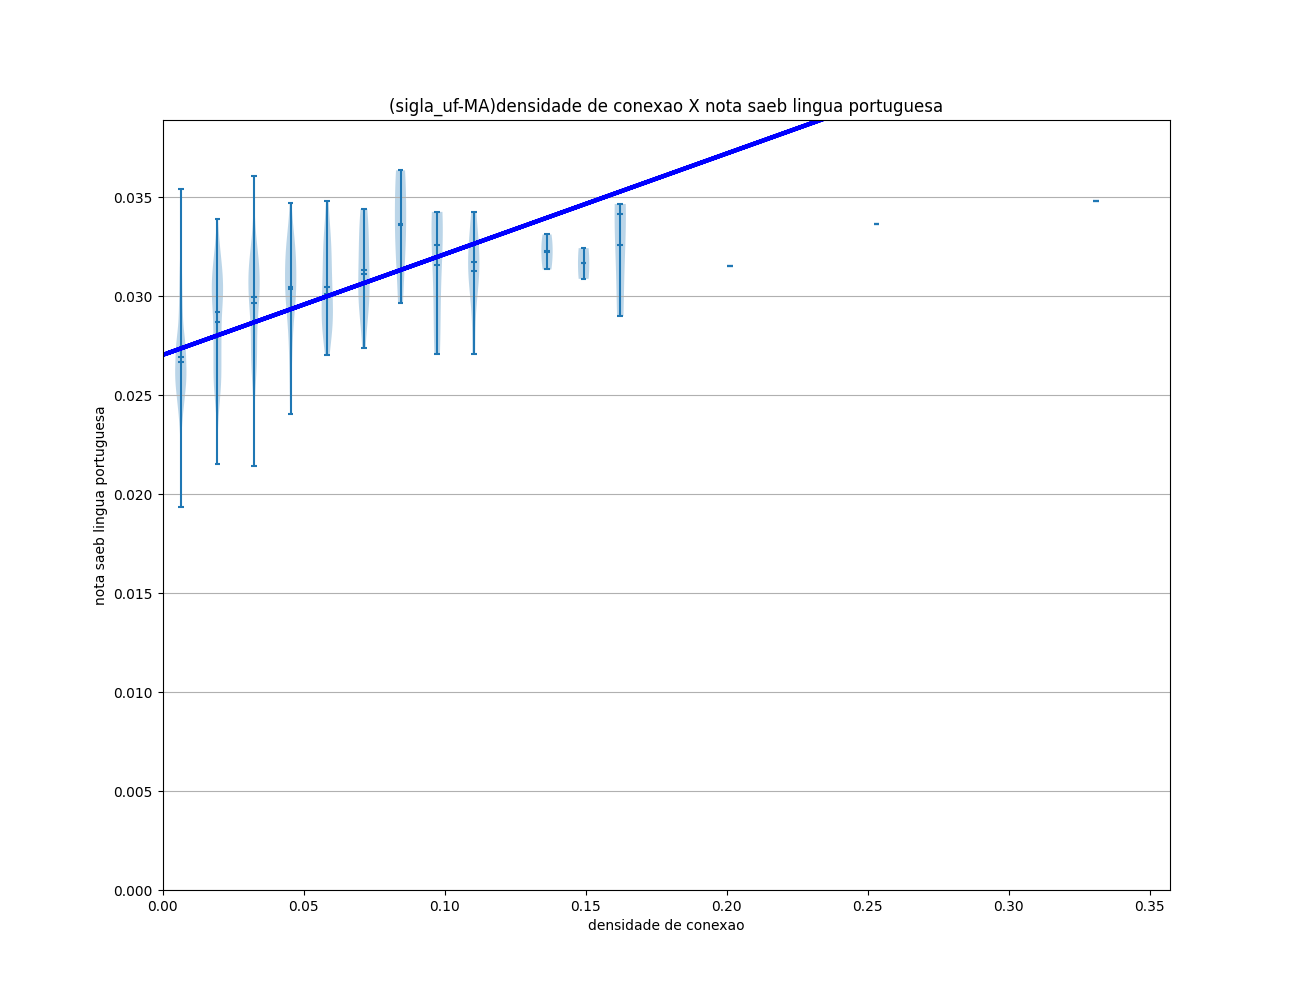 (sigla_uf-MA)densidade de conexao X nota saeb lingua portuguesa
nota saeb lingua portuguesa
0.035
0.030
0.025
0.020
0.015
0.010
0.005
0.000
0.00 0.05 0.10 0.15 0.20 0.25 0.30 0.35
densidade de conexao